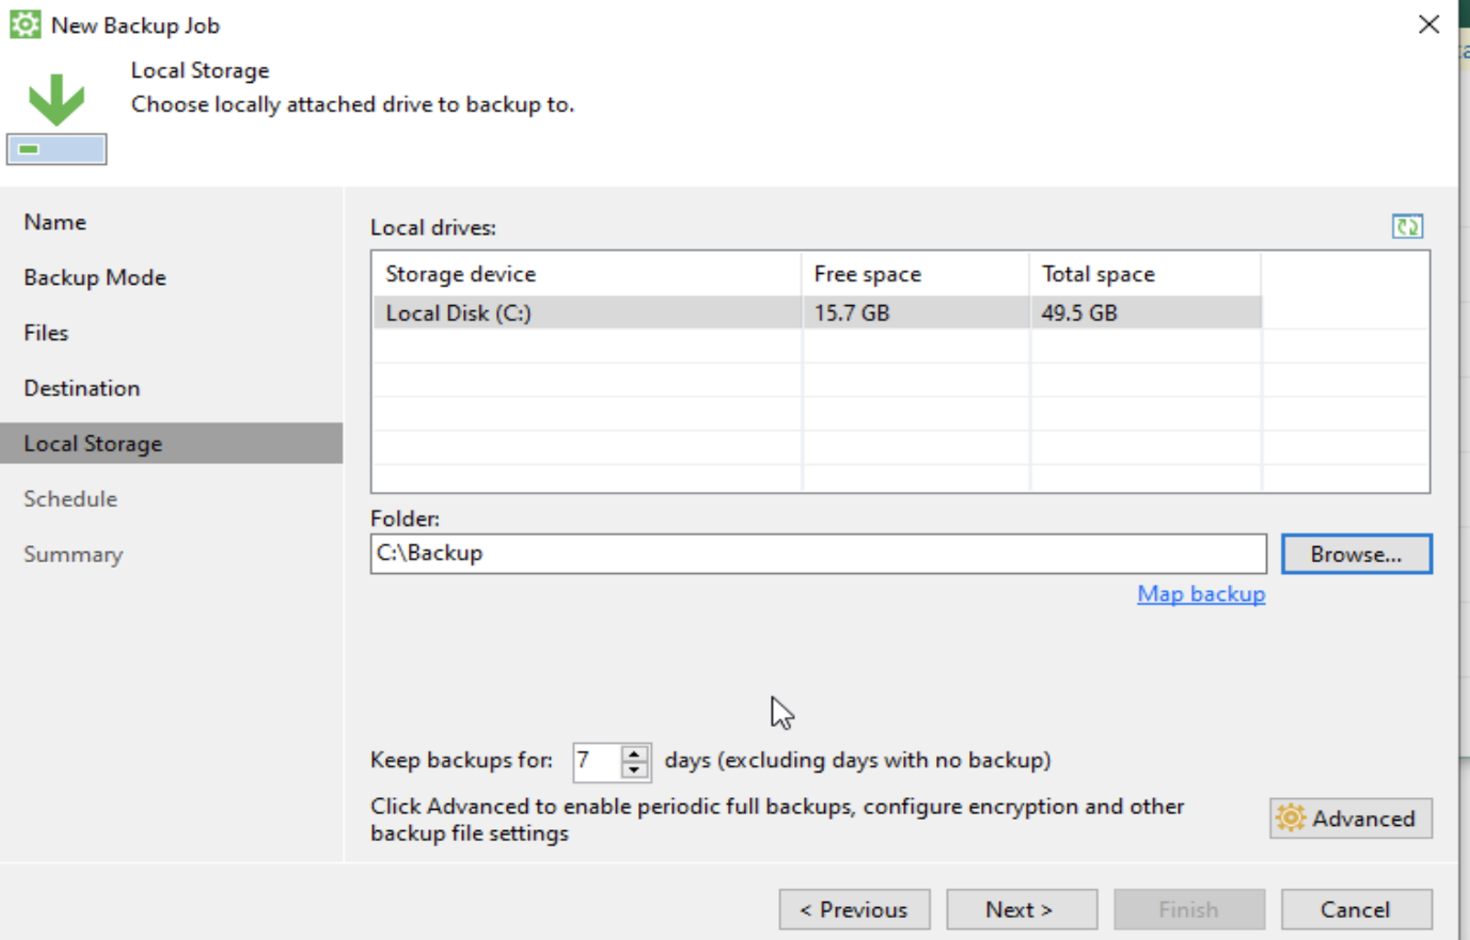 New Backup Job
Local Storage
Choose locally attached drive to backup to.
Name
Backup Mode
Files
Destination
Local Storage
Schedule
Summary
Local drives:
Storage device Free space Total space
Local Disk (C:) 15.7 GB 49.5 GB
Folder:
C:\Backup
Browse...
Map backup
Keep backups for: 7 days (excluding days with no backup)
Click Advanced to enable periodic full backups, configure encryption and other
backup file settings
Advanced
< Previous Next > Finish Cancel